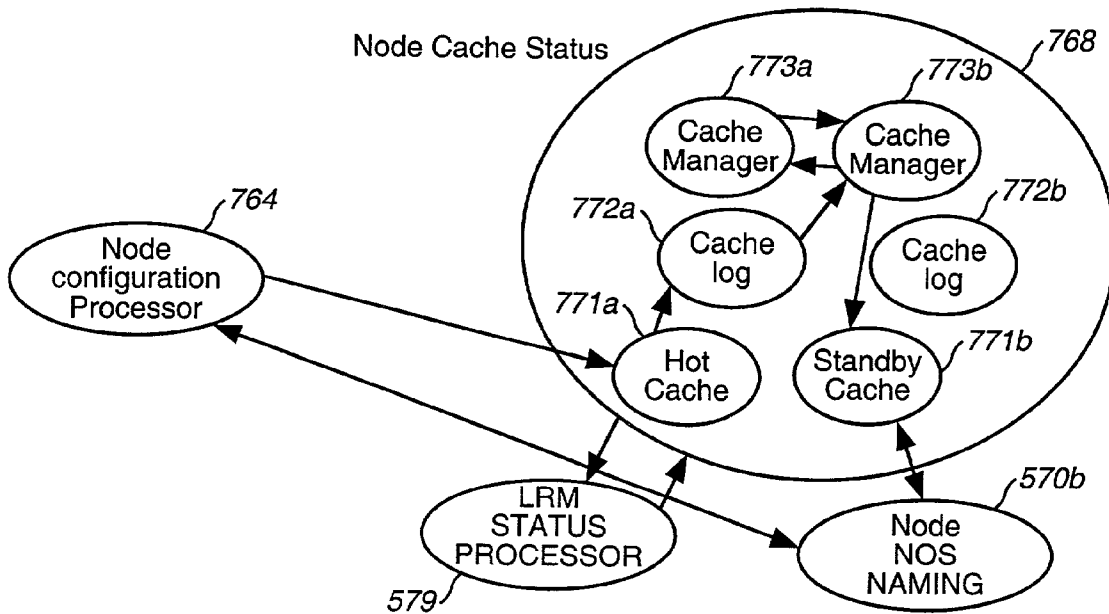 Node Cache Status
768
773a
773b
Cache
Manager
Cache
Manager
764
772a
772b
Node
configuration
Processor
Cache
log
Cache
log
771a
Hot
Cache
Standby
Cache
771b
LRM
STATUS
PROCESSOR
579
570b
Node
NOS
NAMING